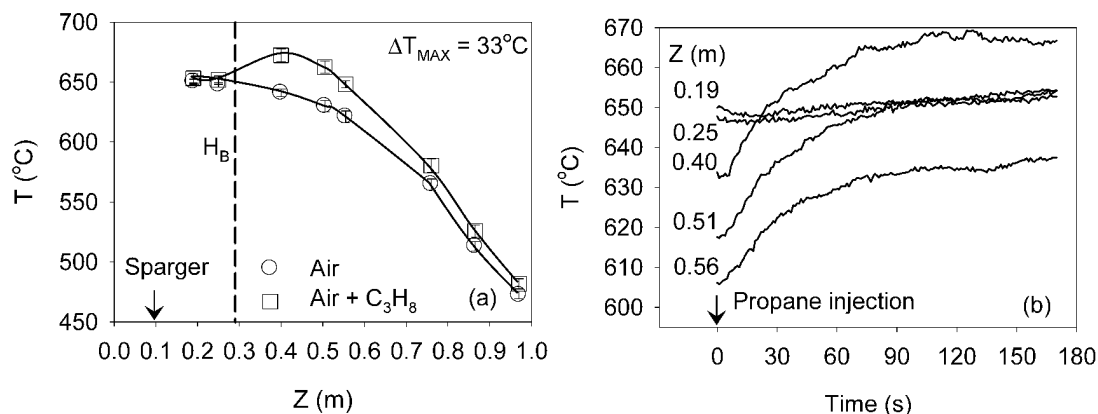 700
650
600
550
500
450
T (°C)
ΔT_MAX = 33°C
H_B
Sparger
Air
Air + C₃H₈
(a)
0.0 0.1 0.2 0.3 0.4 0.5 0.6 0.7 0.8 0.9 1.0
Z (m)
670
660
650
640
630
620
610
600
T (°C)
Z (m)
0.19
0.25
0.40
0.51
0.56
Propane injection
(b)
0 30 60 90 120 150 180
Time (s)